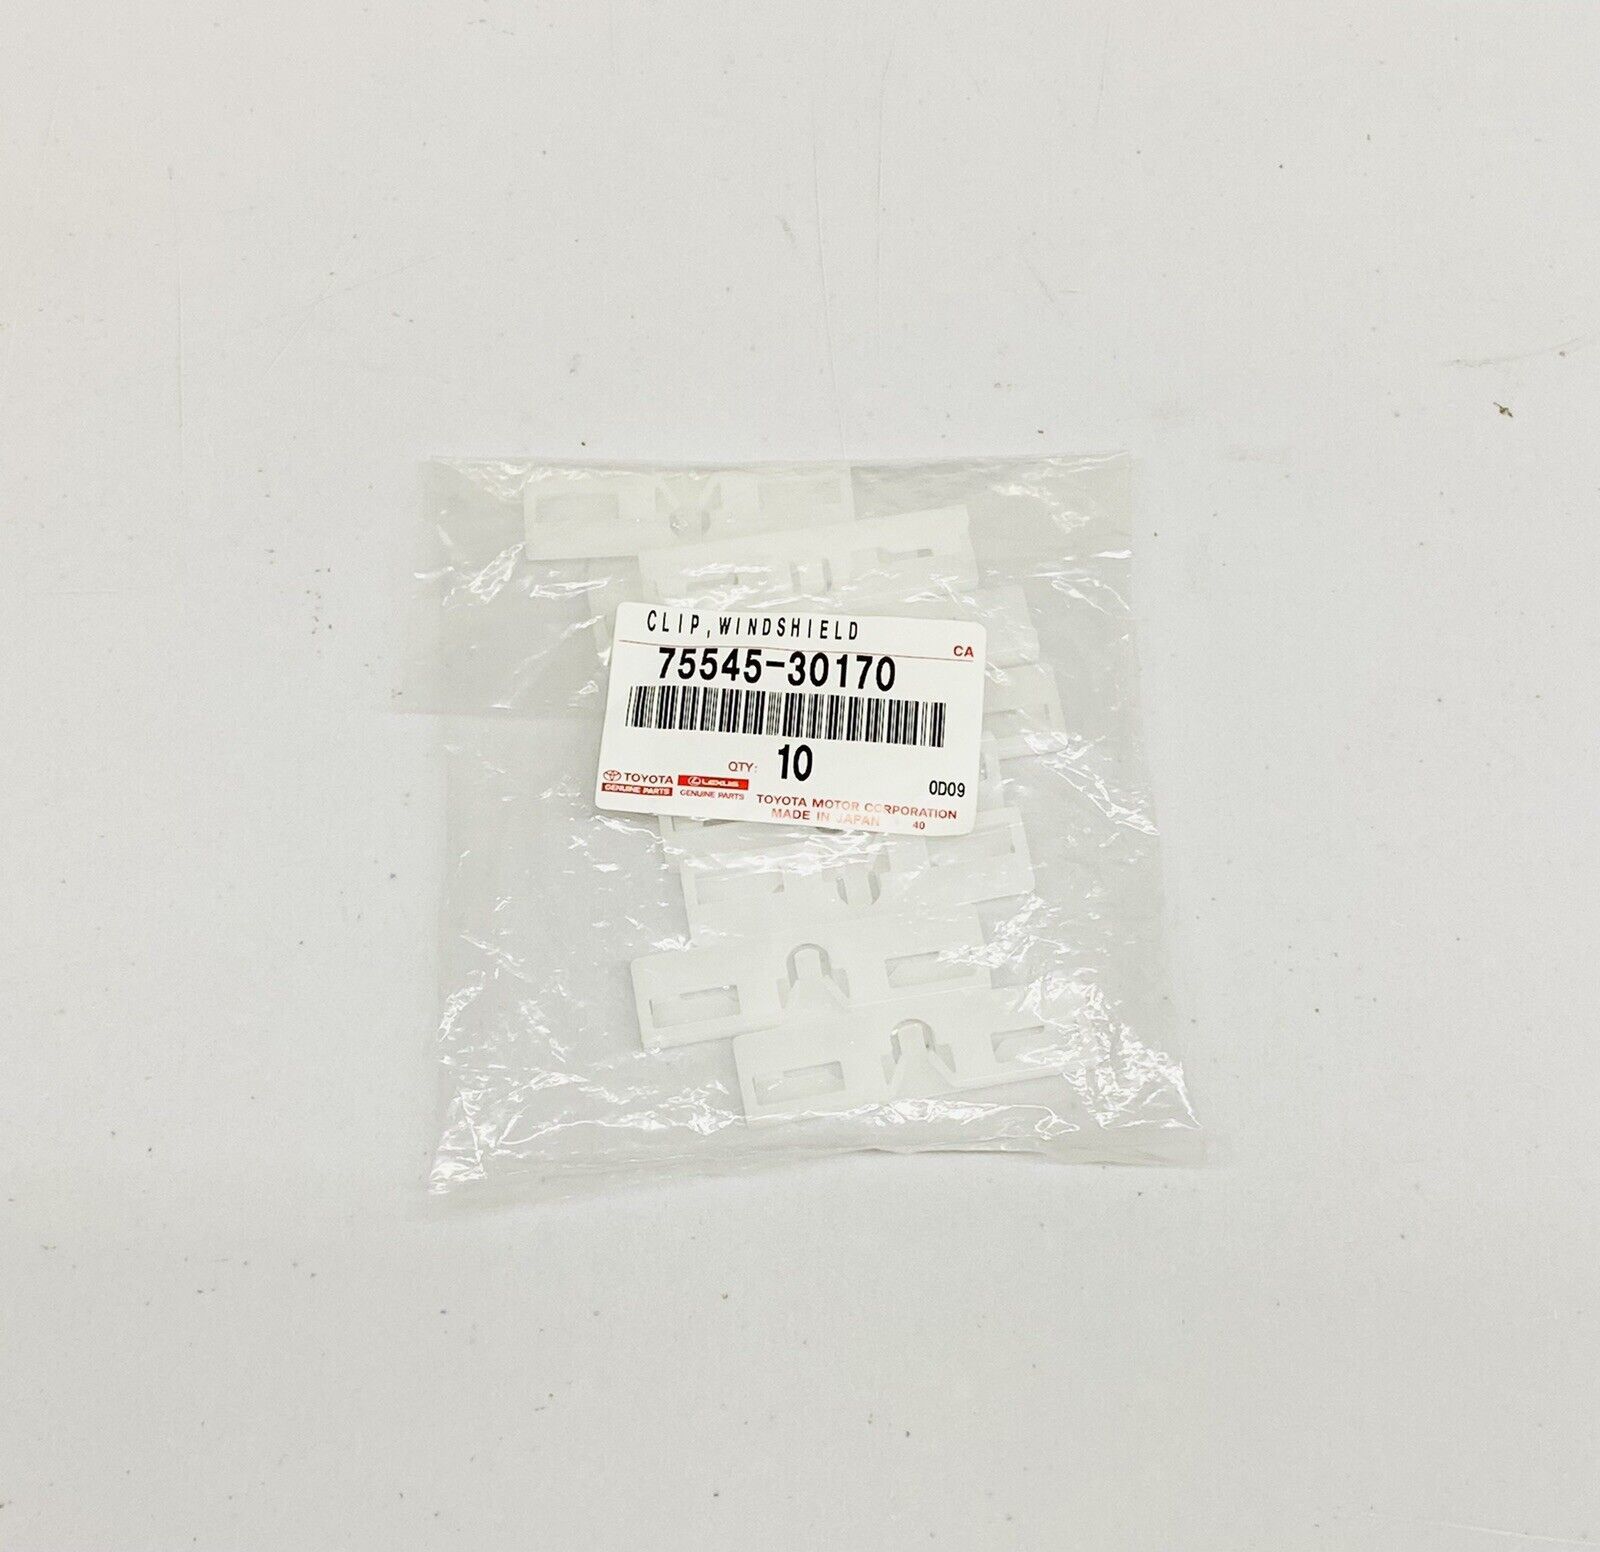 CLIP, WINDSHIELD
CA
75545-30170
QTY: 10
TOYOTA
GENUINE PARTS
LEXUS
GENUINE PARTS
0D09
TOYOTA MOTOR CORPORATION
MADE IN JAPAN
40